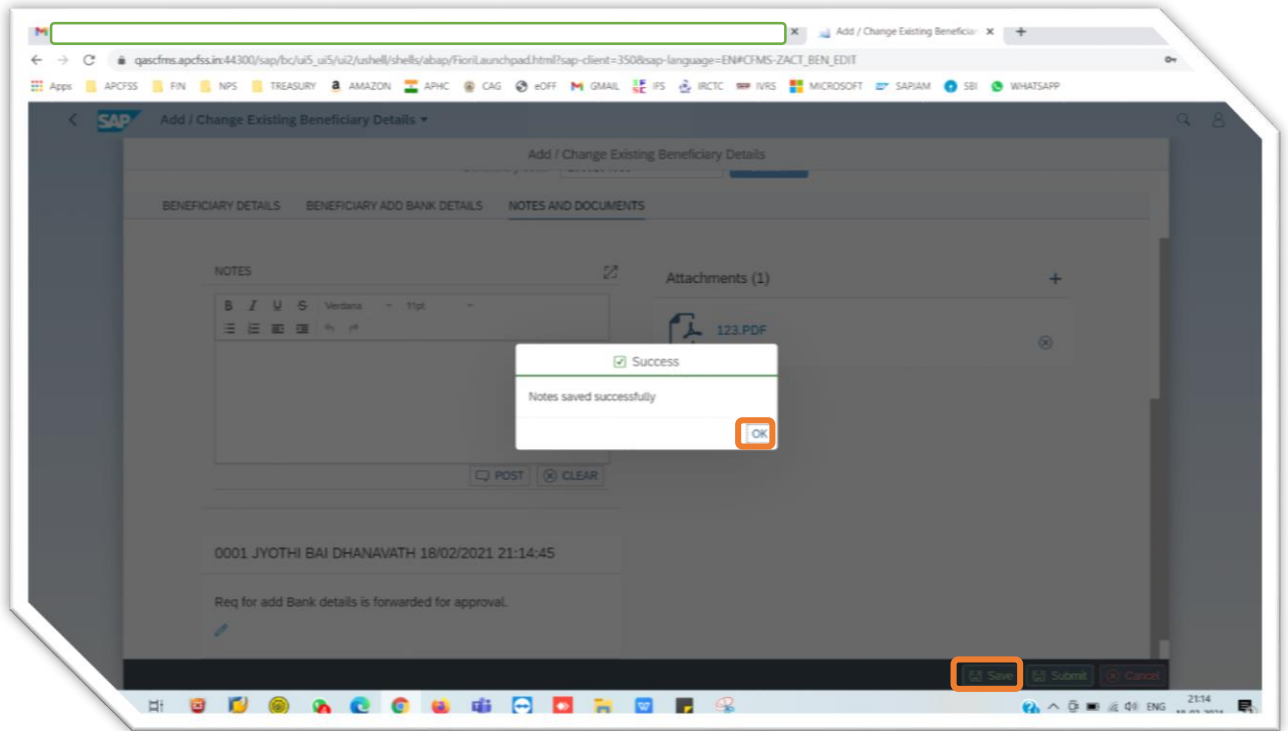 Add / Change Existing Beneficiar
qascfms.apcfss.in:44300/sap/bc/ui5_ui5/ui2/ushell/shells/abap/FioriLaunchpad.html?sap-client=350&sap-language=EN#CFMS-ZACT_BEN_EDIT
Apps APCFSS FIN NPS TREASURY AMAZON APHC CAG eOFF GMAIL IFS IRCTC NVRS MICROSOFT SAPIAM SBI WHATSAPP
SAP Add / Change Existing Beneficiary Details
Add / Change Existing Beneficiary Details
BENEFICIARY DETAILS BENEFICIARY ADD BANK DETAILS NOTES AND DOCUMENTS
NOTES
Attachments (1)
B I U S Verdana 11pt
123.PDF
Success
Notes saved successfully
OK
POST CLEAR
0001 JYOTHI BAI DHANAVATH 18/02/2021 21:14:45
Req for add Bank details is forwarded for approval.
Save Submit Cancel
ENG 21:14